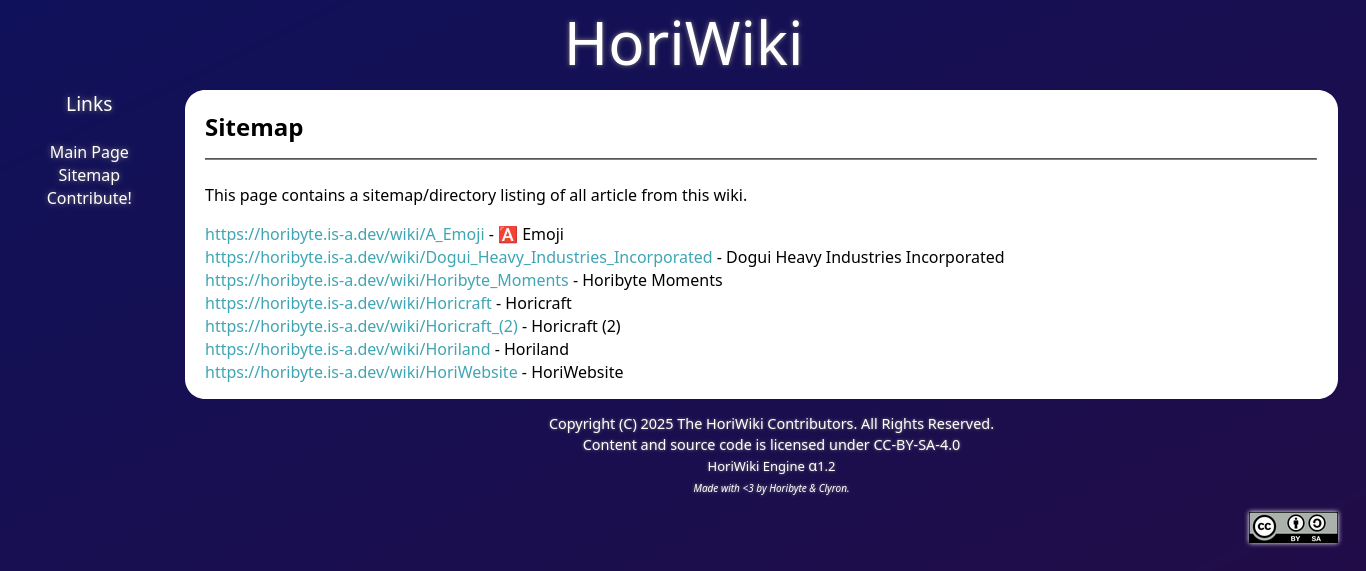 HoriWiki
Links
Main Page
Sitemap
Contribute!
Sitemap
This page contains a sitemap/directory listing of all article from this wiki.
https://horibyte.is-a.dev/wiki/A_Emoji - 🅰 Emoji
https://horibyte.is-a.dev/wiki/Dogui_Heavy_Industries_Incorporated - Dogui Heavy Industries Incorporated
https://horibyte.is-a.dev/wiki/Horibyte_Moments - Horibyte Moments
https://horibyte.is-a.dev/wiki/Horicraft - Horicraft
https://horibyte.is-a.dev/wiki/Horicraft_(2) - Horicraft (2)
https://horibyte.is-a.dev/wiki/Horiland - Horiland
https://horibyte.is-a.dev/wiki/HoriWebsite - HoriWebsite
Copyright (C) 2025 The HoriWiki Contributors. All Rights Reserved.
Content and source code is licensed under CC-BY-SA-4.0
HoriWiki Engine α1.2
Made with <3 by Horibyte & Clyron.
cc BY SA